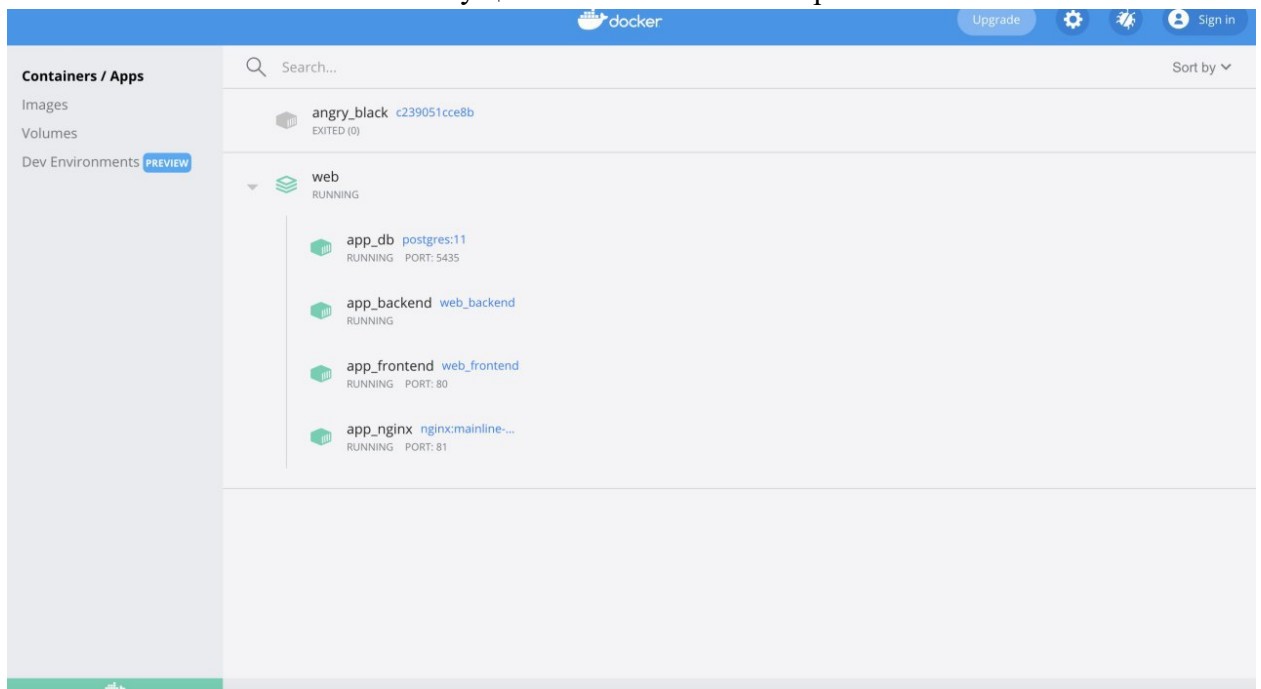 docker
Upgrade
Sign in
Containers / Apps
Images
Volumes
Dev Environments PREVIEW
Search...
Sort by
angry_black c239051cce8b
EXITED (0)
web
RUNNING
app_db postgres:11
RUNNING PORT: 5435
app_backend web_backend
RUNNING
app_frontend web_frontend
RUNNING PORT: 80
app_nginx nginx:mainline-...
RUNNING PORT: 81